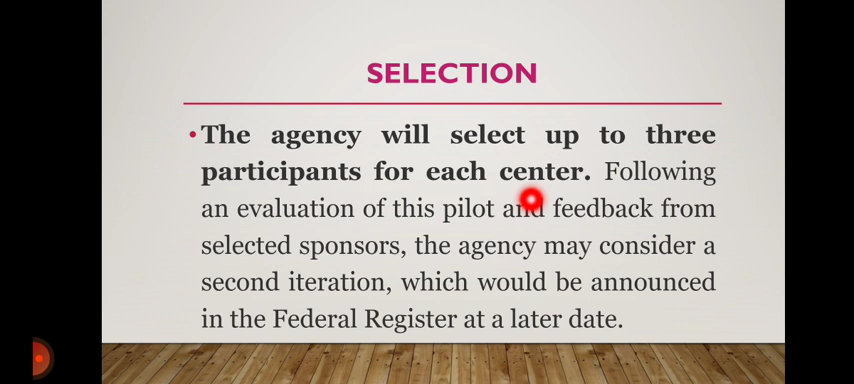 SELECTION
• The agency will select up to three
participants for each center. Following
an evaluation of this pilot and feedback from
selected sponsors, the agency may consider a
second iteration, which would be announced
in the Federal Register at a later date.